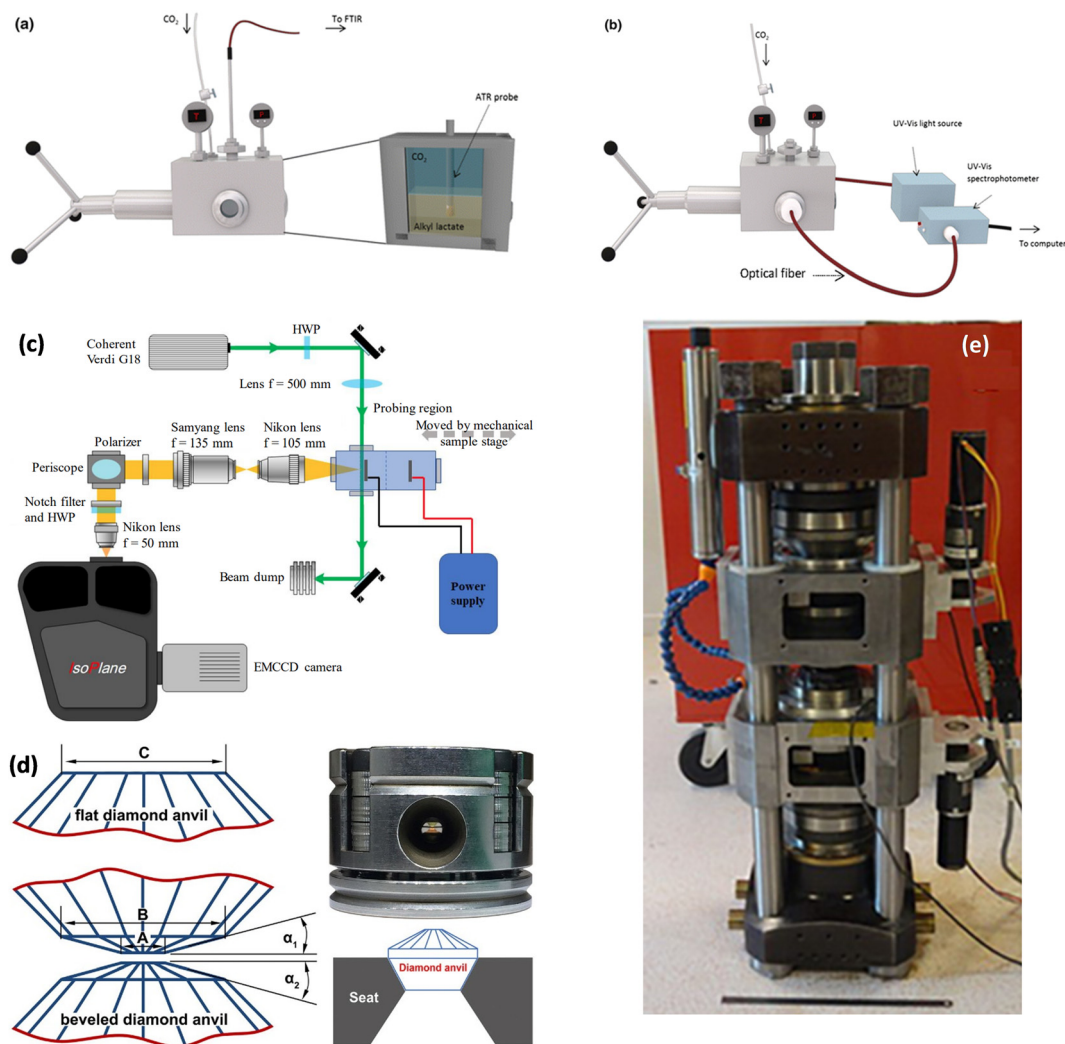 (a)
CO2
To FTIR
T
P
ATR probe
CO2
Alkyl lactate
(b)
CO2
T
P
UV-Vis light source
UV-Vis
spectrophotometer
To computer
Optical fiber
(c)
Coherent
Verdi G18
HWP
Lens f = 500 mm
Probing region
Moved by mechanical
sample stage
Samyang lens
f = 135 mm
Nikon lens
f = 105 mm
Polarizer
Periscope
Notch filter
and HWP
Nikon lens
f = 50 mm
Beam dump
Power
supply
IsoPlane
EMCCD camera
(d)
C
flat diamond anvil
B
A
α1
α2
beveled diamond anvil
Diamond anvil
Seat
(e)